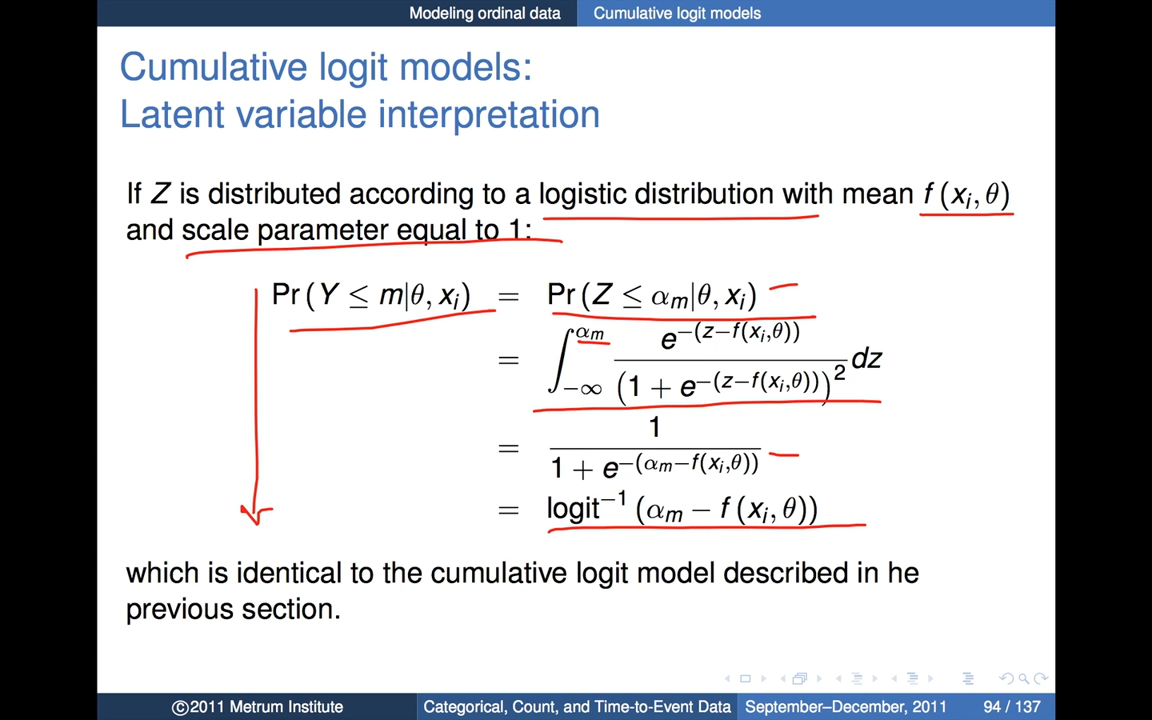 Modeling ordinal data Cumulative logit models
Cumulative logit models:
Latent variable interpretation
If Z is distributed according to a logistic distribution with mean f (xᵢ, θ)
and scale parameter equal to 1:
Pr (Y ≤ m|θ, xᵢ) = Pr (Z ≤ αₘ|θ, xᵢ)
= ∫_{−∞}^{αₘ} e^{−(z−f(xᵢ,θ))} / (1 + e^{−(z−f(xᵢ,θ))})² dz
= 1 / (1 + e^{−(αₘ−f(xᵢ,θ))})
= logit⁻¹ (αₘ − f (xᵢ, θ))
which is identical to the cumulative logit model described in he
previous section.
©2011 Metrum Institute Categorical, Count, and Time-to-Event Data September–December, 2011 94 / 137